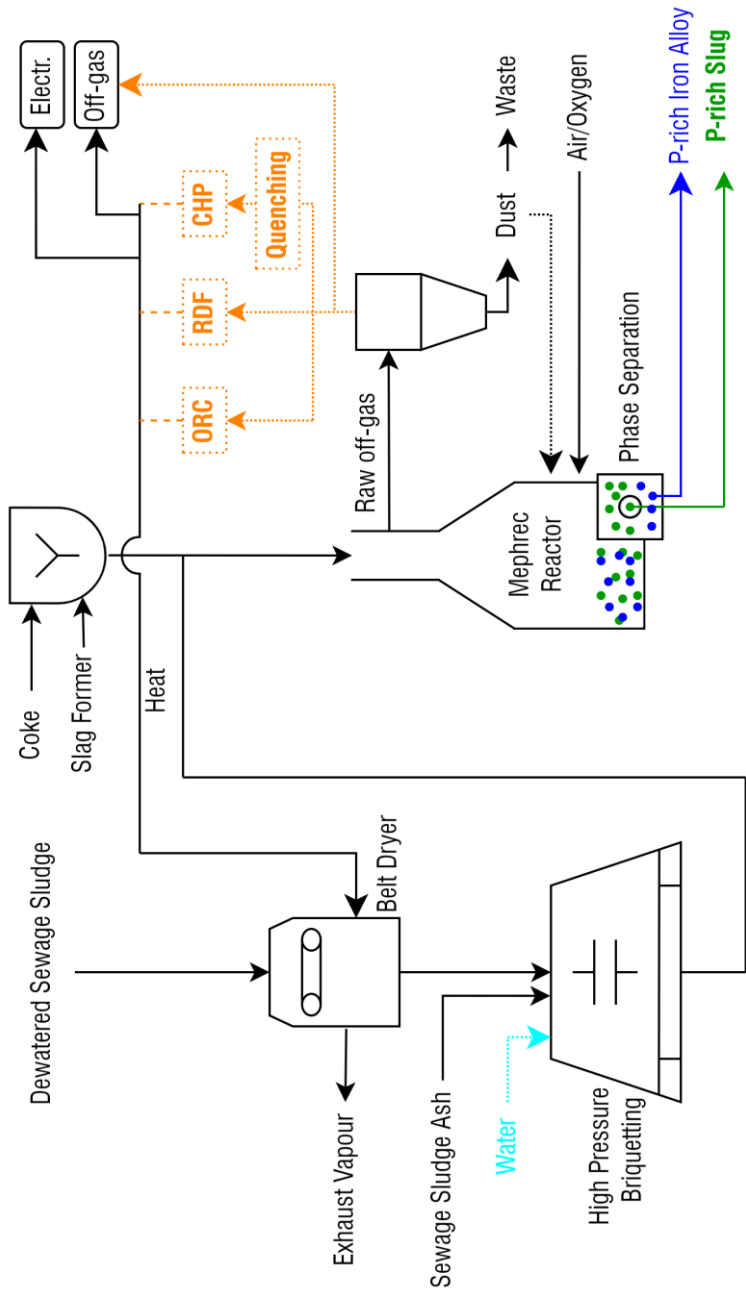 Dewatered Sewage Sludge
Exhaust Vapour
Belt Dryer
Sewage Sludge Ash
Water
High Pressure
Briquetting
Coke
Slag Former
Heat
Mephrec
Reactor
Raw off-gas
ORC
RDF
CHP
Quenching
Electr.
Off-gas
Dust
Waste
Air/Oxygen
Phase Separation
P-rich Iron Alloy
P-rich Slug